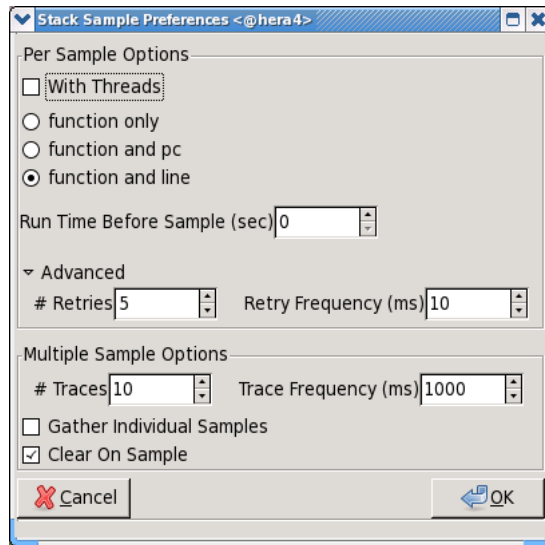 Stack Sample Preferences <@hera4>
Per Sample Options
With Threads
function only
function and pc
function and line
Run Time Before Sample (sec) 0
Advanced
# Retries 5 Retry Frequency (ms) 10
Multiple Sample Options
# Traces 10 Trace Frequency (ms) 1000
Gather Individual Samples
Clear On Sample
Cancel OK